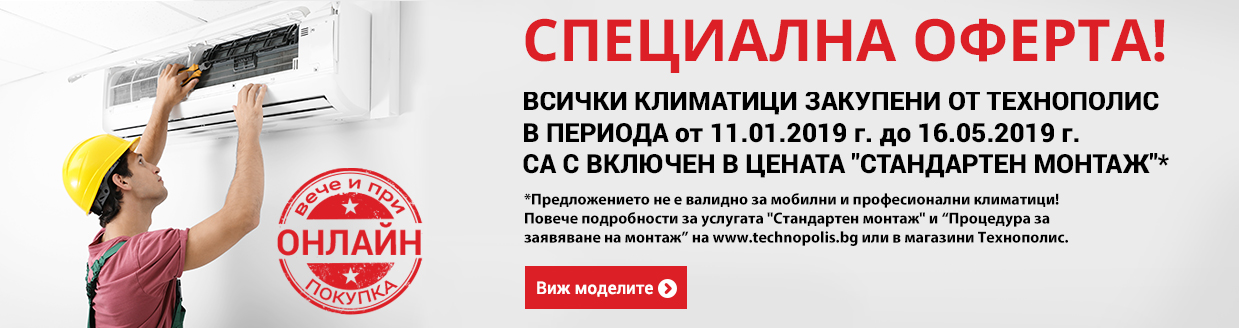 СПЕЦИАЛНА ОФЕРТА!
ВСИЧКИ КЛИМАТИЦИ ЗАКУПЕНИ ОТ ТЕХНОПОЛИС
В ПЕРИОДА от 11.01.2019 г. до 16.05.2019 г.
СА С ВКЛЮЧЕН В ЦЕНАТА "СТАНДАРТЕН МОНТАЖ"*
*Предложението не е валидно за мобилни и професионални климатици!
Повече подробности за услугата "Стандартен монтаж" и “Процедура за
заявяване на монтаж” на www.technopolis.bg или в магазини Технополис.
Виж моделите
вече и при
ОНЛАЙН
ПОКУПКА